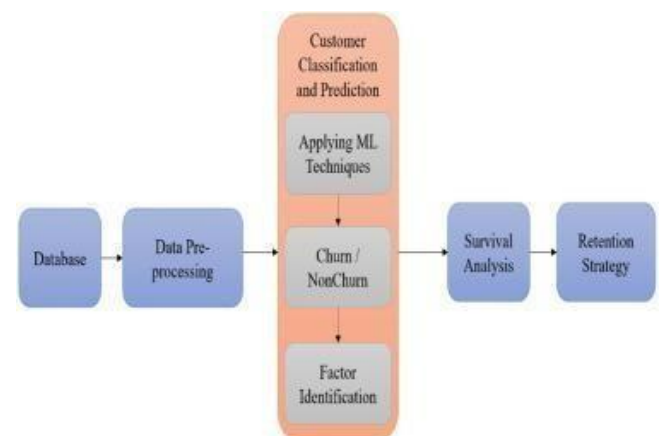 Database
Data Pre-
processing
Customer
Classification
and Prediction
Applying ML
Techniques
Churn /
NonChurn
Factor
Identification
Survival
Analysis
Retention
Strategy